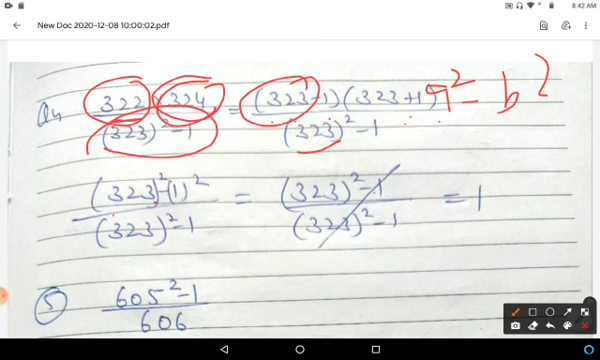 8:42 AM
New Doc 2020-12-08 10:00:02.pdf
Q4 (322 × 324) / ((323)² - 1) = ((323-1)(323+1)) / ((323)² - 1) a² - b²
((323)² - (1)²) / ((323)² - 1) = ((323)² - 1) / ((323)² - 1) = 1
⑤ (605² - 1) / 606